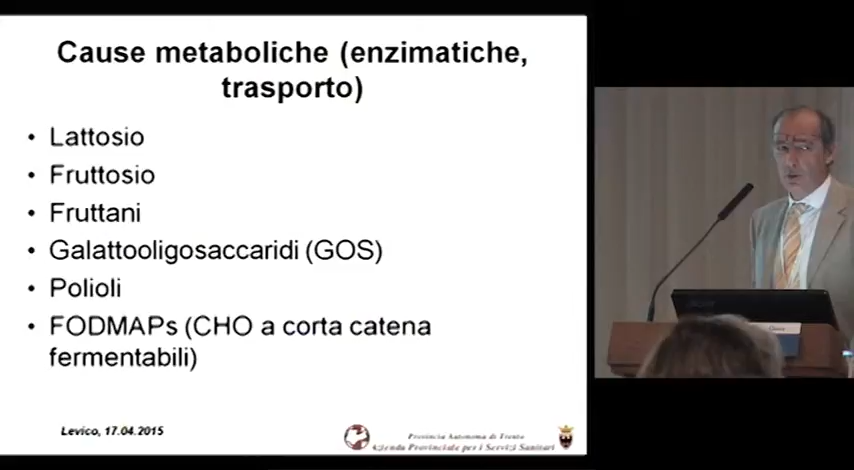 Cause metaboliche (enzimatiche,
trasporto)
• Lattosio
• Fruttosio
• Fruttani
• Galattooligosaccaridi (GOS)
• Polioli
• FODMAPs (CHO a corta catena
fermentabili)
Levico, 17.04.2015
Provincia Autonoma di Trento
Azienda Provinciale per i Servizi Sanitari